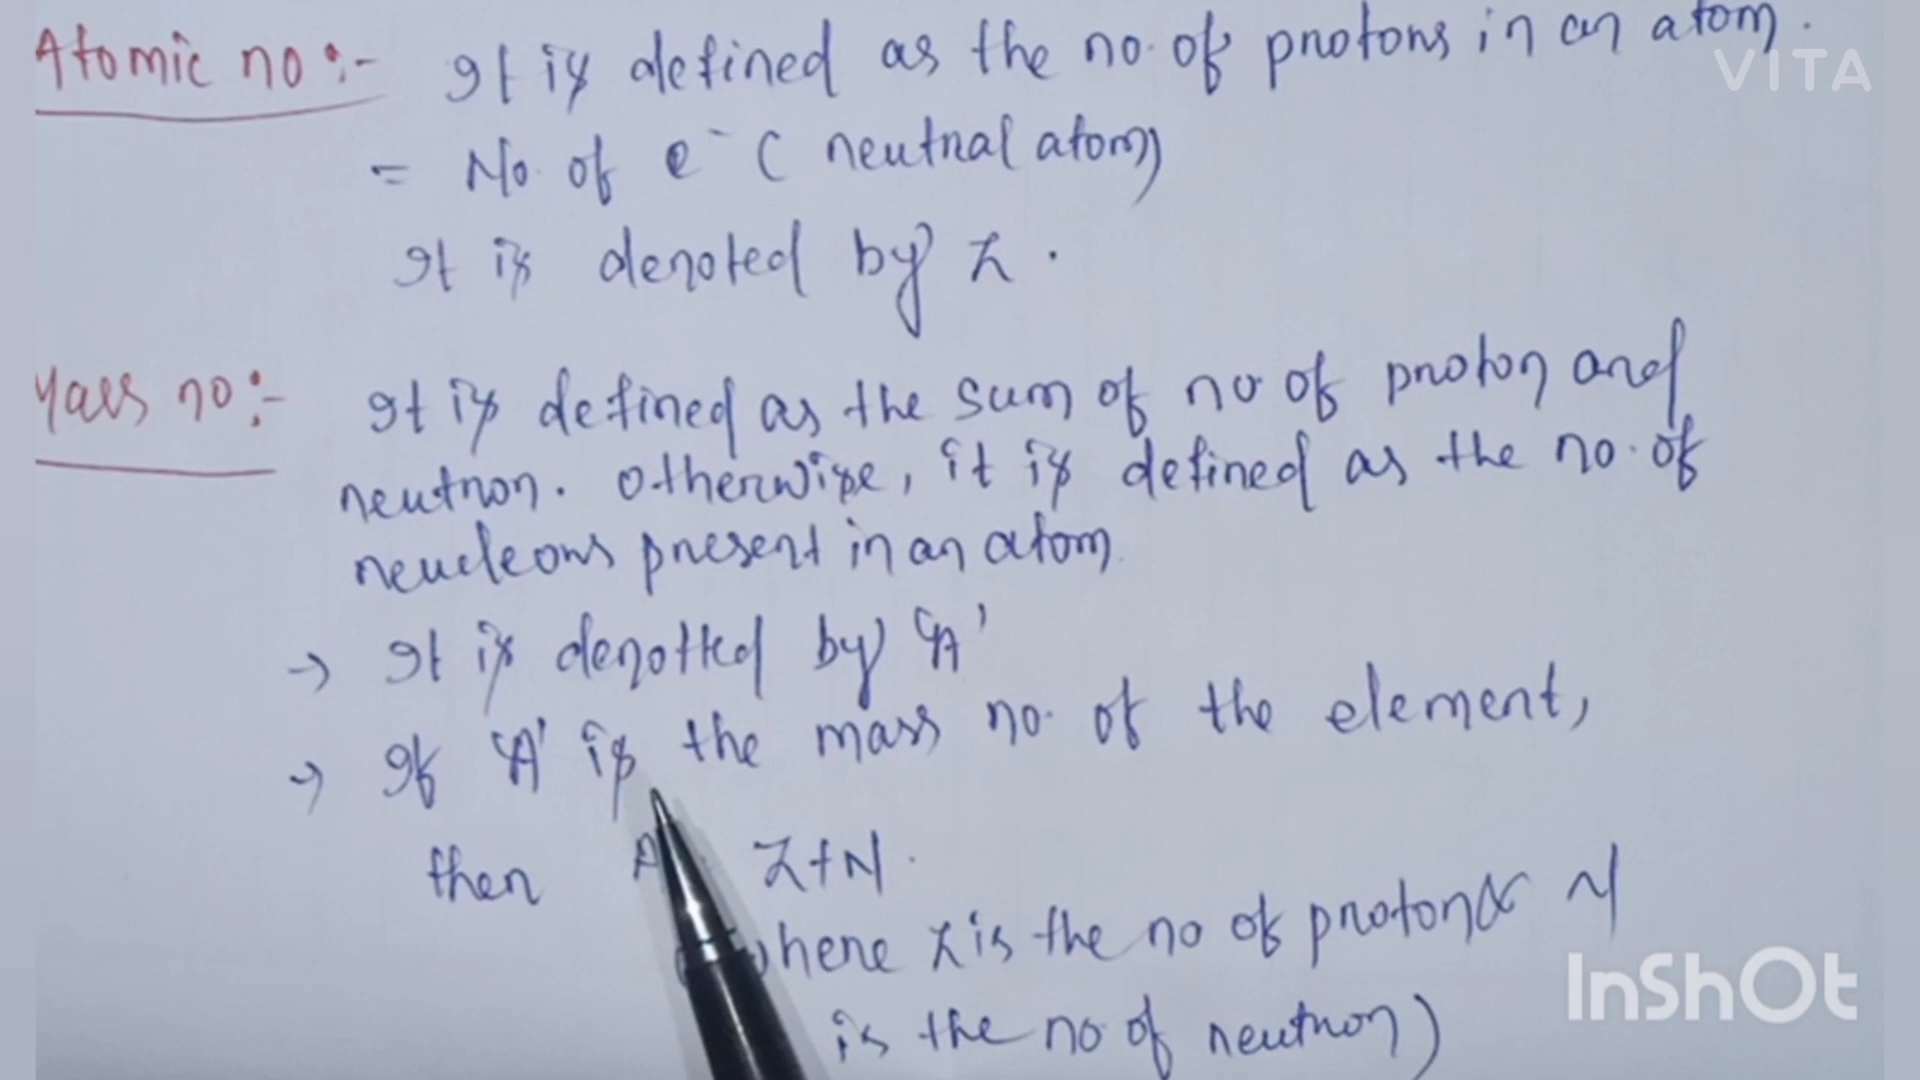 Atomic no :- It is defined as the no. of protons in an atom.
VITA
= No. of e⁻ ( neutral atom)
It is denoted by Z.
Mass no :- It is defined as the sum of no of proton and
neutron. Otherwise, it is defined as the no. of
neucleons present in an atom.
→ It is denotted by 'A'
→ If 'A' is the mass no. of the element,
then A Z+N.
is the no of proton & N
InShOt
is the no of neutron)